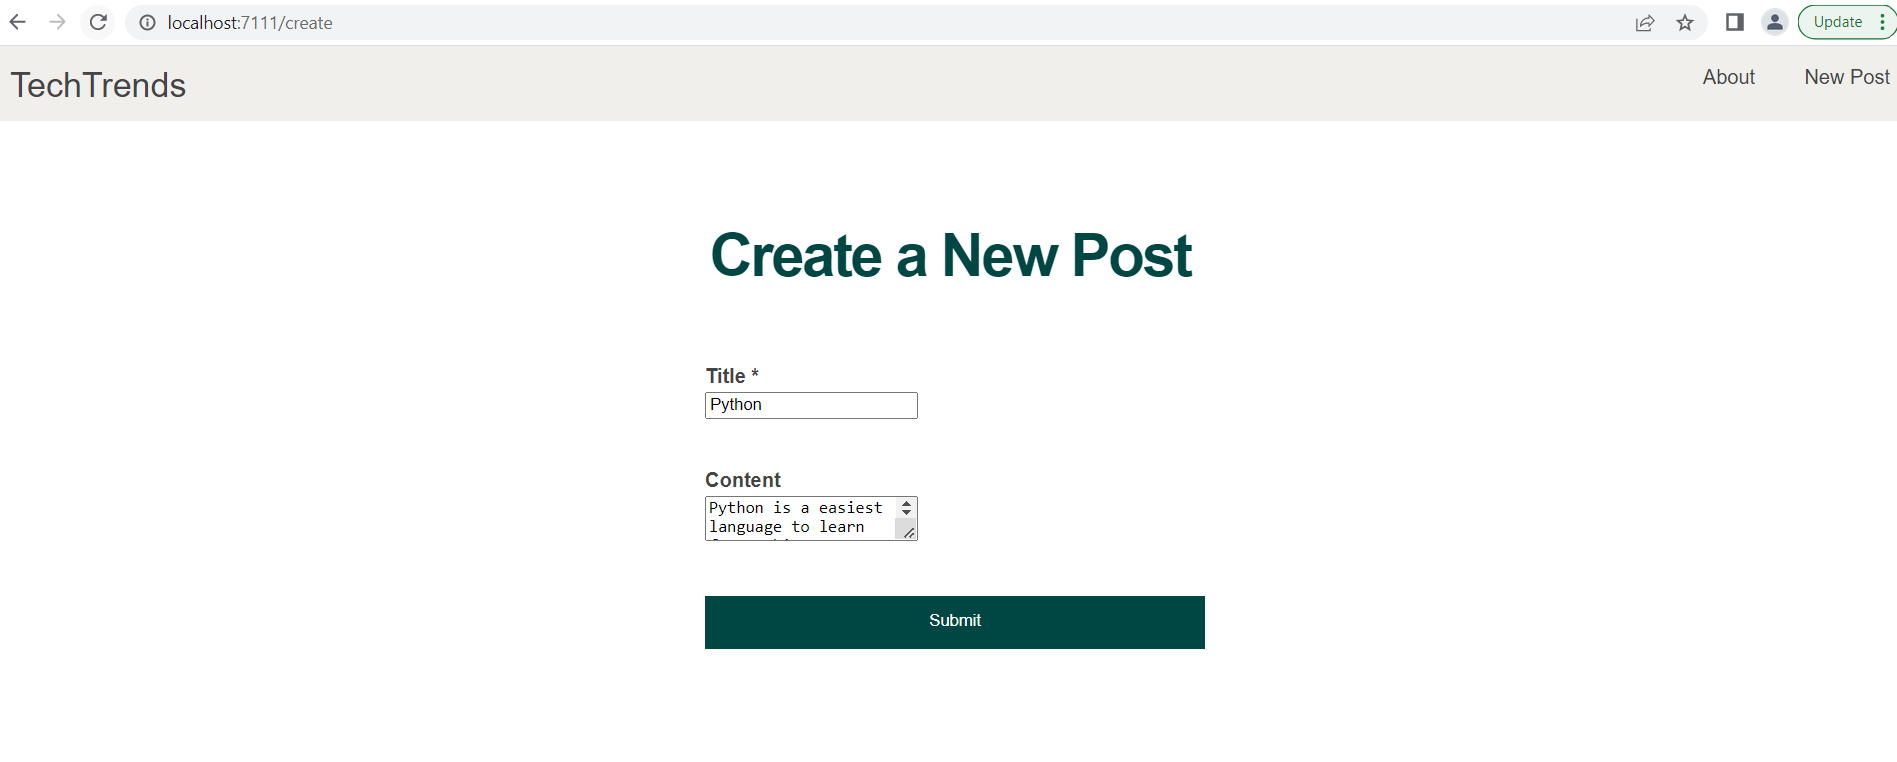 localhost:7111/create
Update
TechTrends
About
New Post
Create a New Post
Title *
Python
Content
Python is a easiest
language to learn
Submit